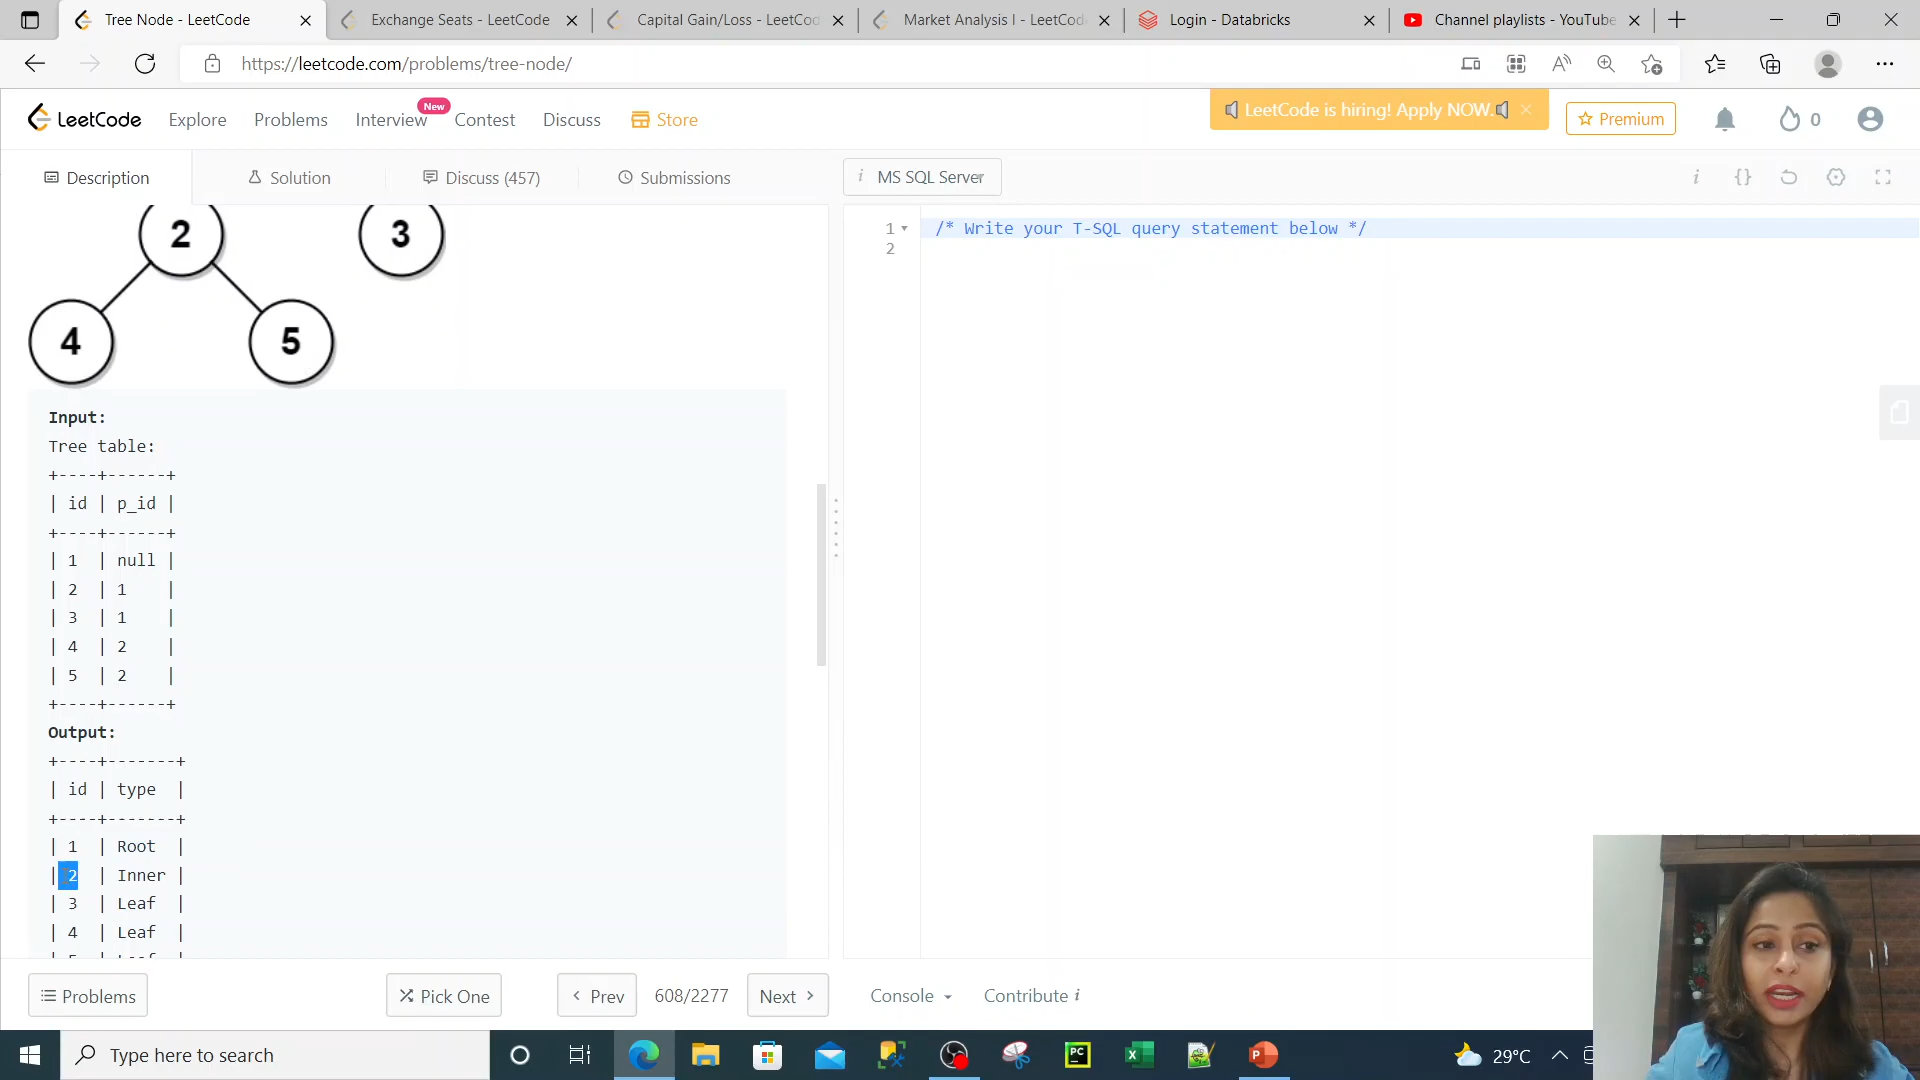 Tree Node - LeetCode
Exchange Seats - LeetCode
Capital Gain/Loss - LeetCo
Market Analysis I - LeetCod
Login - Databricks
Channel playlists - YouTube
https://leetcode.com/problems/tree-node/
LeetCode
Explore
Problems
Interview
New
Contest
Discuss
Store
LeetCode is hiring! Apply NOW.
Premium
0
Description
Solution
Discuss (457)
Submissions
i MS SQL Server
i {}
2 3
4 5
Input:
Tree table:
+----+------+
| id | p_id |
+----+------+
| 1 | null |
| 2 | 1 |
| 3 | 1 |
| 4 | 2 |
| 5 | 2 |
+----+------+
Output:
+----+-------+
| id | type |
+----+-------+
| 1 | Root |
| 2 | Inner |
| 3 | Leaf |
| 4 | Leaf |
1 /* Write your T-SQL query statement below */
2
Problems
Pick One
< Prev
608/2277
Next >
Console
Contribute i
Type here to search
PC
29°C